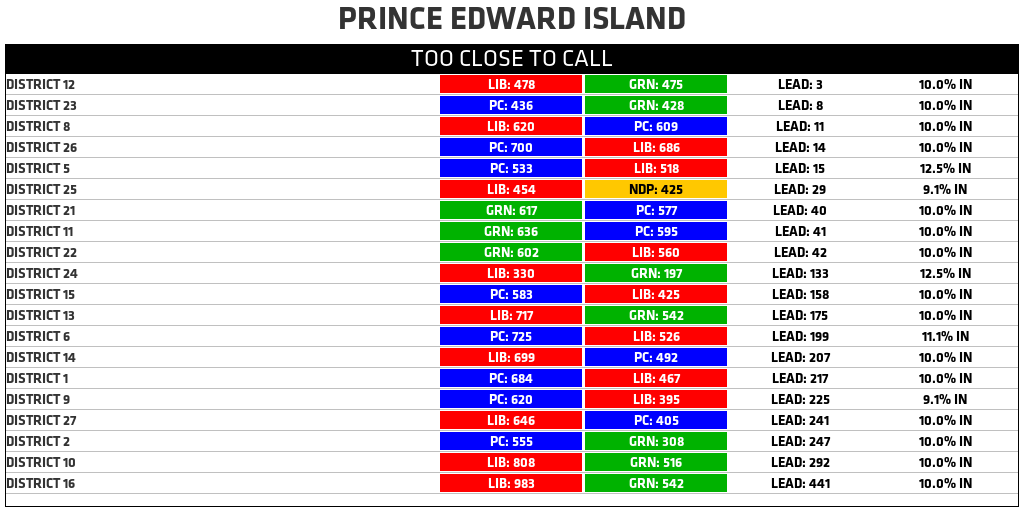 PRINCE EDWARD ISLAND
TOO CLOSE TO CALL
DISTRICT 12 LIB: 478 GRN: 475 LEAD: 3 10.0% IN
DISTRICT 23 PC: 436 GRN: 428 LEAD: 8 10.0% IN
DISTRICT 8 LIB: 620 PC: 609 LEAD: 11 10.0% IN
DISTRICT 26 PC: 700 LIB: 686 LEAD: 14 10.0% IN
DISTRICT 5 PC: 533 LIB: 518 LEAD: 15 12.5% IN
DISTRICT 25 LIB: 454 NDP: 425 LEAD: 29 9.1% IN
DISTRICT 21 GRN: 617 PC: 577 LEAD: 40 10.0% IN
DISTRICT 11 GRN: 636 PC: 595 LEAD: 41 10.0% IN
DISTRICT 22 GRN: 602 LIB: 560 LEAD: 42 10.0% IN
DISTRICT 24 LIB: 330 GRN: 197 LEAD: 133 12.5% IN
DISTRICT 15 PC: 583 LIB: 425 LEAD: 158 10.0% IN
DISTRICT 13 LIB: 717 GRN: 542 LEAD: 175 10.0% IN
DISTRICT 6 PC: 725 LIB: 526 LEAD: 199 11.1% IN
DISTRICT 14 LIB: 699 PC: 492 LEAD: 207 10.0% IN
DISTRICT 1 PC: 684 LIB: 467 LEAD: 217 10.0% IN
DISTRICT 9 PC: 620 LIB: 395 LEAD: 225 9.1% IN
DISTRICT 27 LIB: 646 PC: 405 LEAD: 241 10.0% IN
DISTRICT 2 PC: 555 GRN: 308 LEAD: 247 10.0% IN
DISTRICT 10 LIB: 808 GRN: 516 LEAD: 292 10.0% IN
DISTRICT 16 LIB: 983 GRN: 542 LEAD: 441 10.0% IN